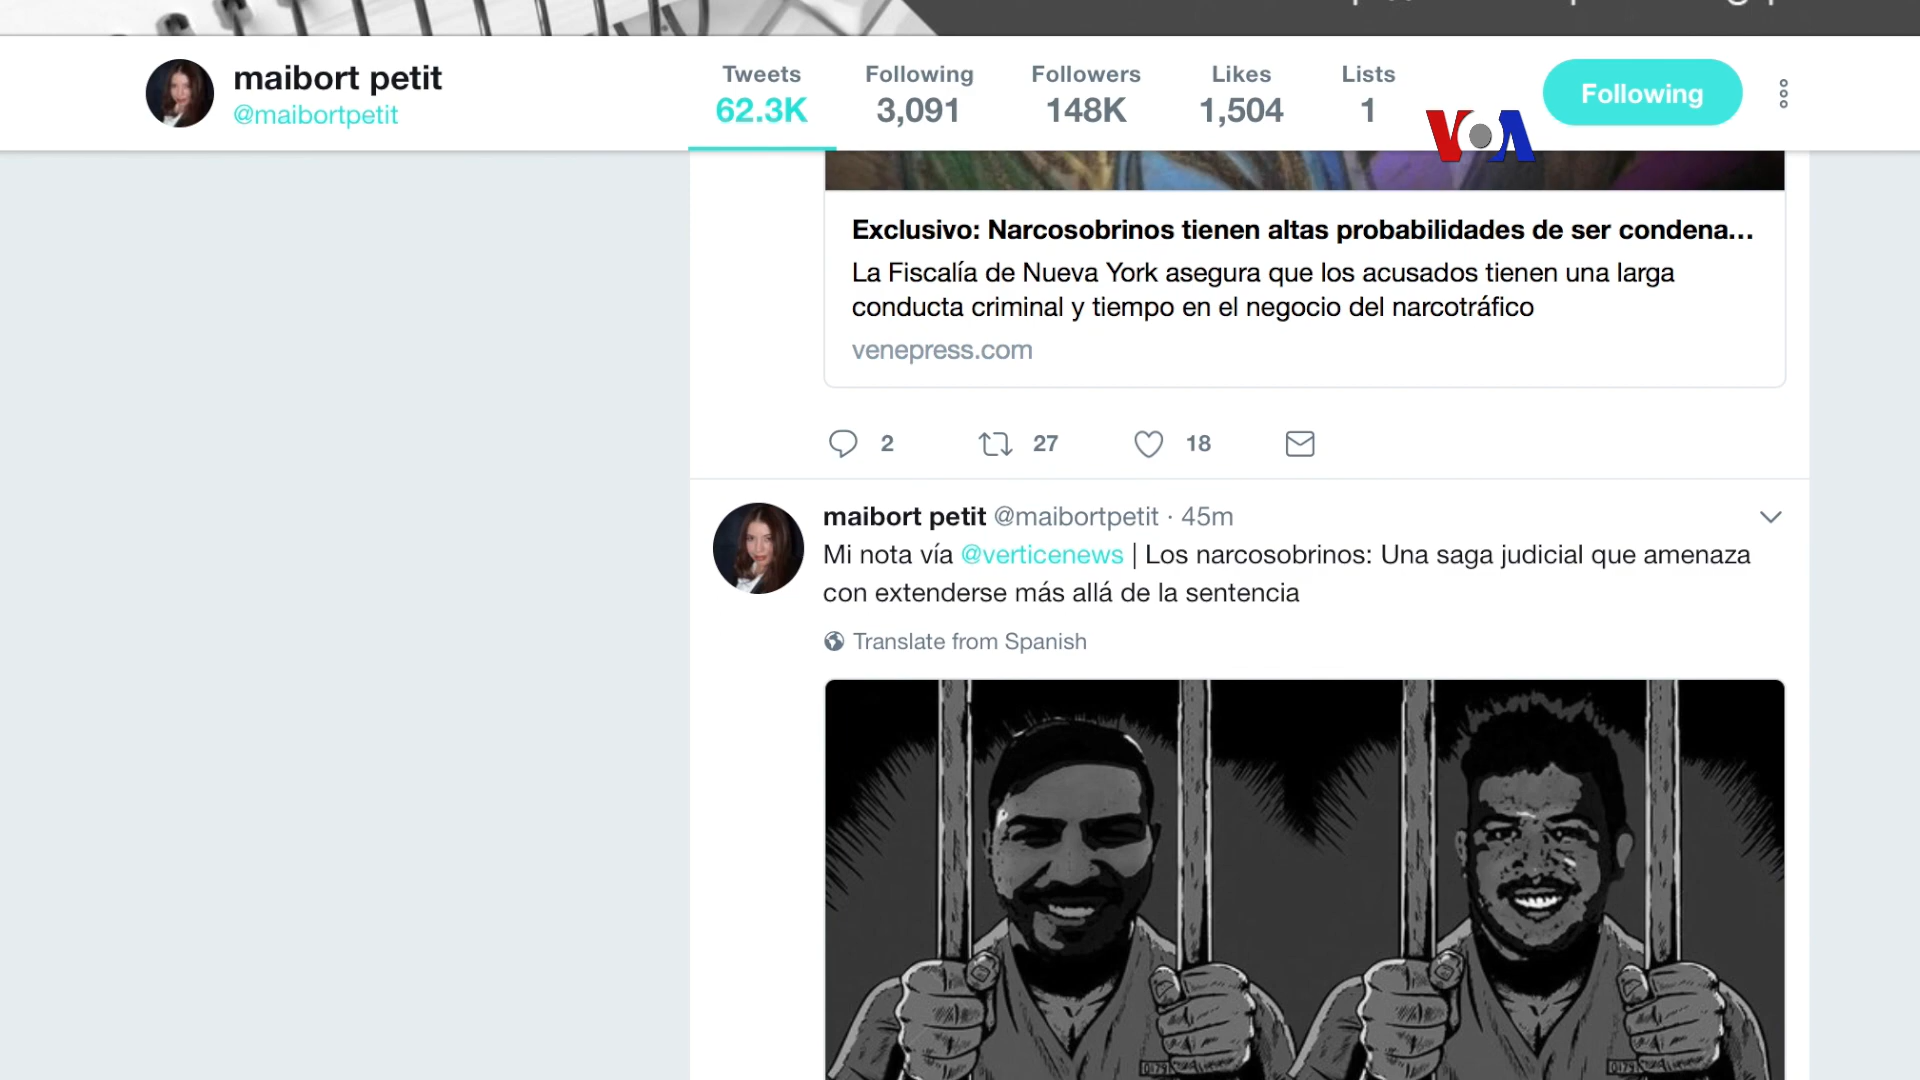 maibort petit
@maibortpetit
Tweets
62.3K
Following
3,091
Followers
148K
Likes
1,504
Lists
1
Following
VOA
Exclusivo: Narcosobrinos tienen altas probabilidades de ser condena...
La Fiscalía de Nueva York asegura que los acusados tienen una larga
conducta criminal y tiempo en el negocio del narcotráfico
venepress.com
2
27
18
maibort petit @maibortpetit · 45m
Mi nota vía @verticenews | Los narcosobrinos: Una saga judicial que amenaza
con extenderse más allá de la sentencia
Translate from Spanish